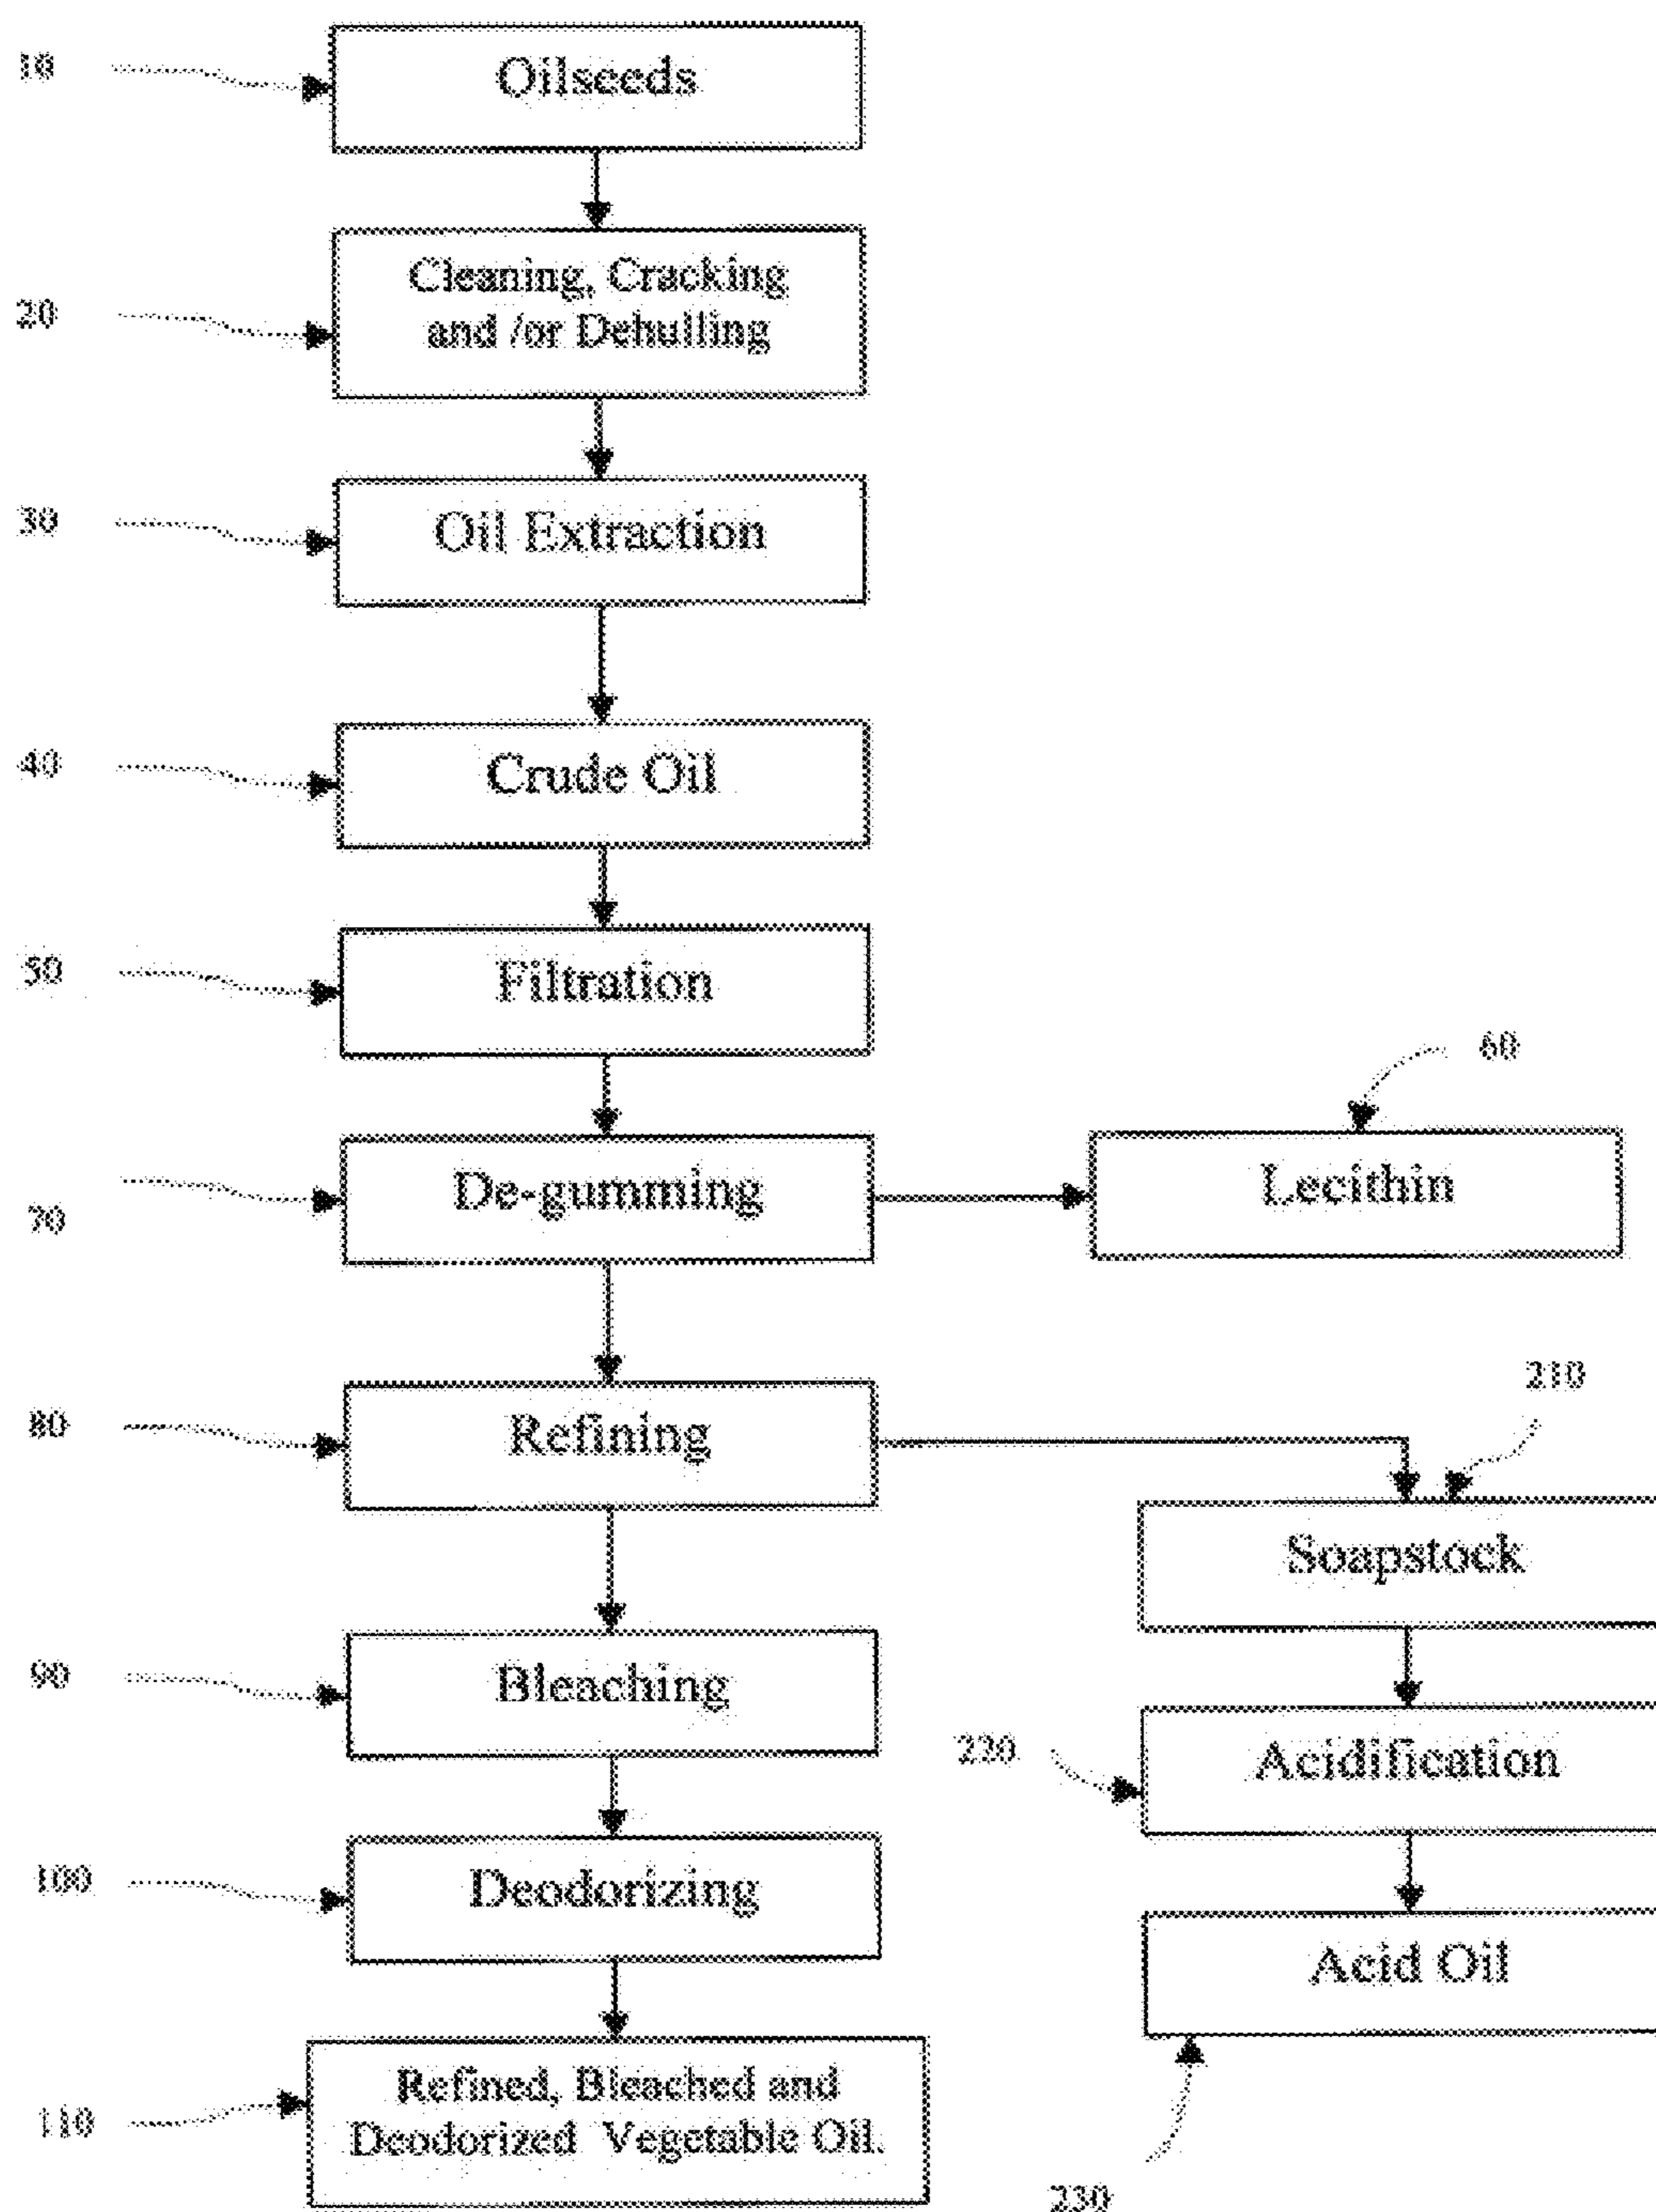 10
Oilseeds
20
Cleaning, Cracking
and /or Dehulling
30
Oil Extraction
40
Crude Oil
50
Filtration
60
70
De-gumming
Lecithin
80
Refining
210
Soapstock
90
Bleaching
220
Acidification
100
Deodorizing
Acid Oil
110
Refined, Bleached and
Deodorized Vegetable Oil.
230